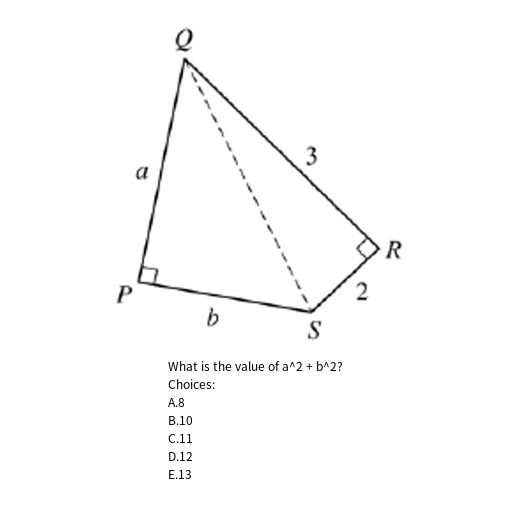 Q
a
3
R
P
2
b
S
What is the value of a^2 + b^2?
Choices:
A.8
B.10
C.11
D.12
E.13